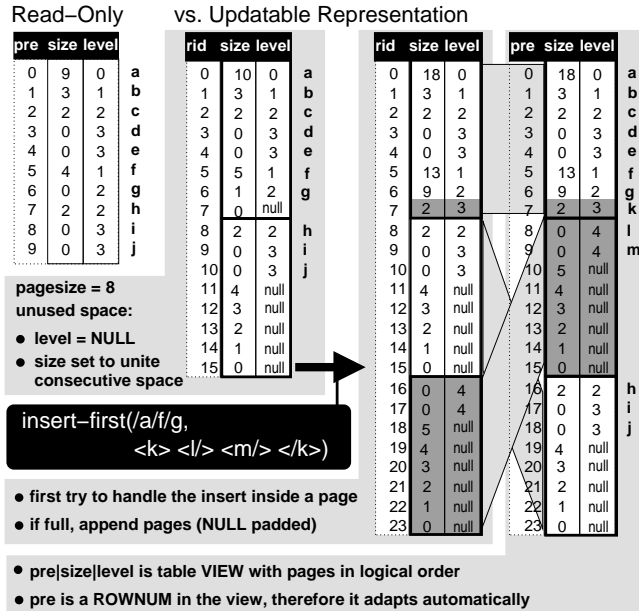 Read–Only vs. Updatable Representation
pre size level
0 9 0 a
1 3 1 b
2 2 2 c
3 0 3 d
4 0 3 e
5 4 1 f
6 0 2 g
7 2 2 h
8 0 3 i
9 0 3 j
pagesize = 8
unused space:
● level = NULL
● size set to unite
consecutive space
rid size level
0 10 0 a
1 3 1 b
2 2 2 c
3 0 3 d
4 0 3 e
5 5 1 f
6 1 2 g
7 0 null
8 2 2 h
9 0 3 i
10 0 3 j
11 4 null
12 3 null
13 2 null
14 1 null
15 0 null
insert–first(/a/f/g,
<k> <l/> <m/> </k>)
rid size level
0 18 0
1 3 1
2 2 2
3 0 3
4 0 3
5 13 1
6 9 2
7 2 3
8 2 2
9 0 3
10 0 3
11 4 null
12 3 null
13 2 null
14 1 null
15 0 null
16 0 4
17 0 4
18 5 null
19 4 null
20 3 null
21 2 null
22 1 null
23 0 null
pre size level
0 18 0 a
1 3 1 b
2 2 2 c
3 0 3 d
4 0 3 e
5 13 1 f
6 9 2 g
7 2 3 k
8 0 4 l
9 0 4 m
10 5 null
11 4 null
12 3 null
13 2 null
14 1 null
15 0 null
16 2 2 h
17 0 3 i
18 0 3 j
19 4 null
20 3 null
21 2 null
22 1 null
23 0 null
● first try to handle the insert inside a page
● if full, append pages (NULL padded)
● pre|size|level is table VIEW with pages in logical order
● pre is a ROWNUM in the view, therefore it adapts automatically